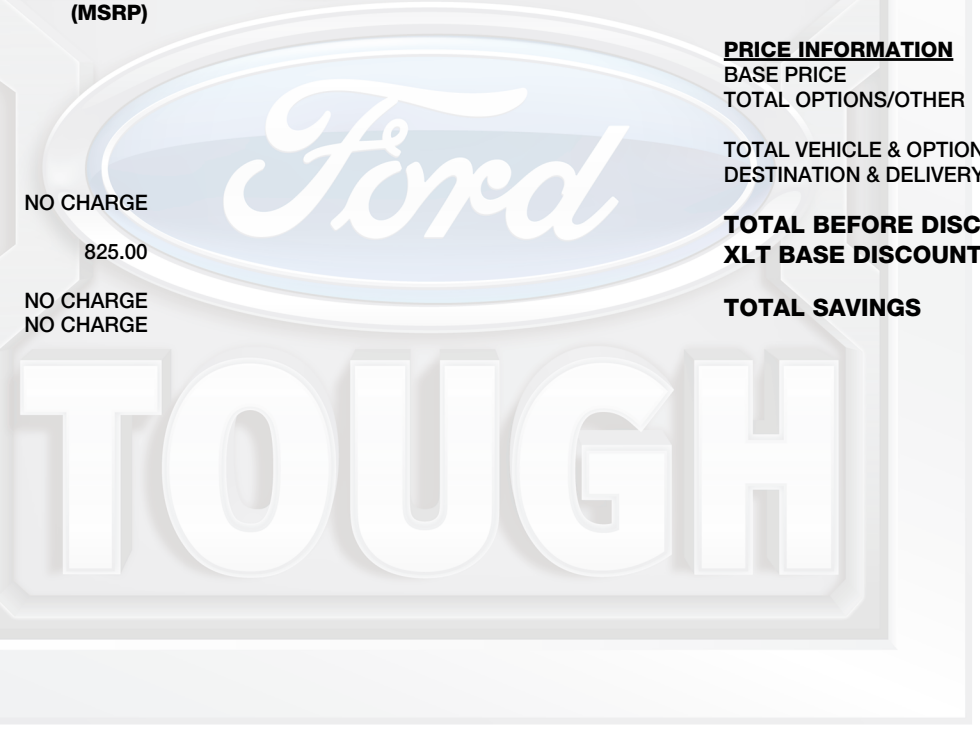 (MSRP)
NO CHARGE
825.00
NO CHARGE
NO CHARGE
PRICE INFORMATION
BASE PRICE
TOTAL OPTIONS/OTHER
TOTAL VEHICLE & OPTION
DESTINATION & DELIVERY
TOTAL BEFORE DISC
XLT BASE DISCOUNT
TOTAL SAVINGS
Ford
TOUGH